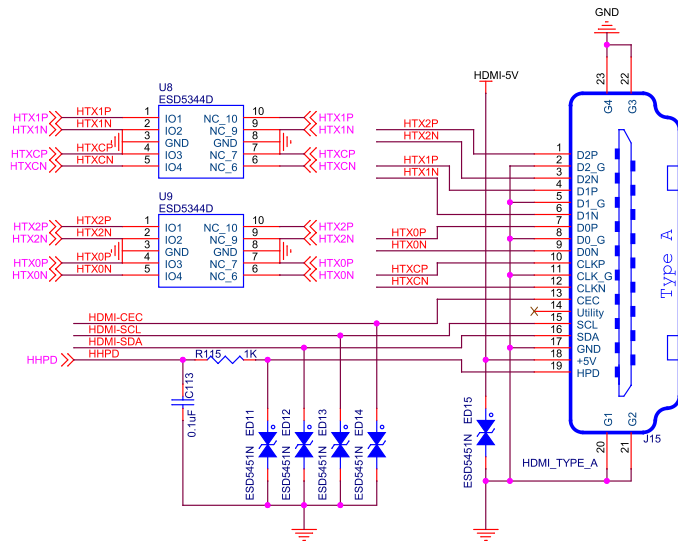 GND
HDMI-5V
23
22
G4
G3
U8
ESD5344D
HTX1P HTX1P 1 IO1 NC_10 10 HTX1P
HTX1N HTX1N 2 IO2 NC_9 9 HTX1N
3 GND GND 8
HTXCP HTXCP 4 IO3 NC_7 7 HTXCP
HTXCN HTXCN 5 IO4 NC_6 6 HTXCN
U9
ESD5344D
HTX2P HTX2P 1 IO1 NC_10 10 HTX2P
HTX2N HTX2N 2 IO2 NC_9 9 HTX2N
3 GND GND 8
HTX0P HTX0P 4 IO3 NC_7 7 HTX0P
HTX0N HTX0N 5 IO4 NC_6 6 HTX0N
HTX2P
HTX2N
HTX1P
HTX1N
HTX0P
HTX0N
HTXCP
HTXCN
1 D2P
2 D2_G
3 D2N
4 D1P
5 D1_G
6 D1N
7 D0P
8 D0_G
9 D0N
10 CLKP
11 CLK_G
12 CLKN
13 CEC
14 Utility
15 SCL
16 SDA
17 GND
18 +5V
19 HPD
Type A
HDMI-CEC
HDMI-SCL
HDMI-SDA
HHPD HHPD
R115 1K
C113
0.1uF
ESD5451N ED11
ESD5451N ED12
ESD5451N ED13
ESD5451N ED14
ESD5451N ED15
G1
G2
20
21
J15
HDMI_TYPE_A